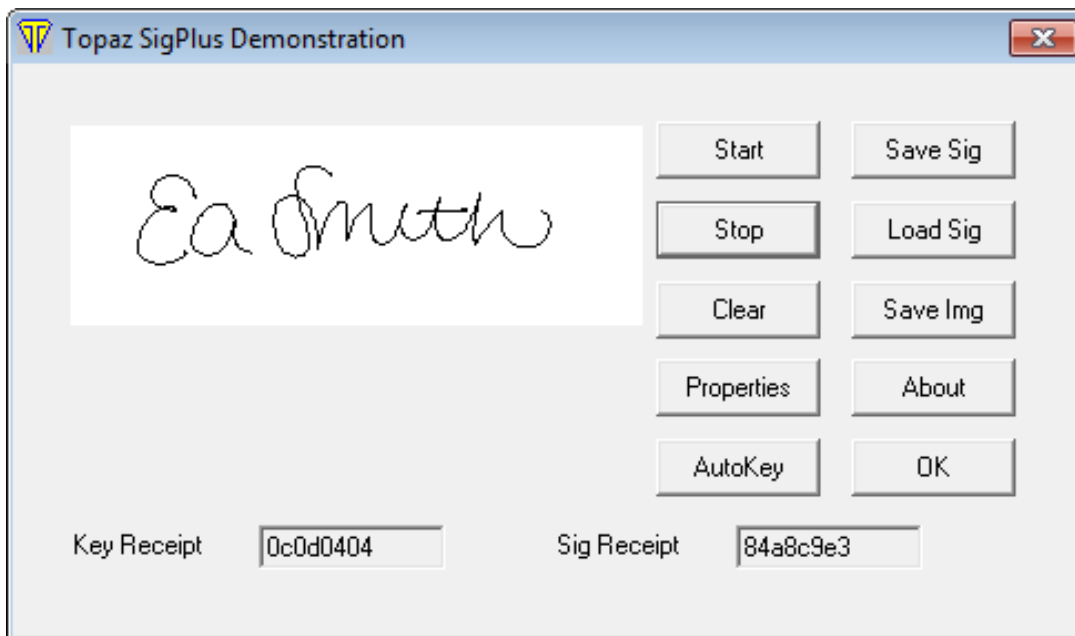 Topaz SigPlus Demonstration
Ea Smith
Start Save Sig
Stop Load Sig
Clear Save Img
Properties About
AutoKey OK
Key Receipt 0c0d0404 Sig Receipt 84a8c9e3